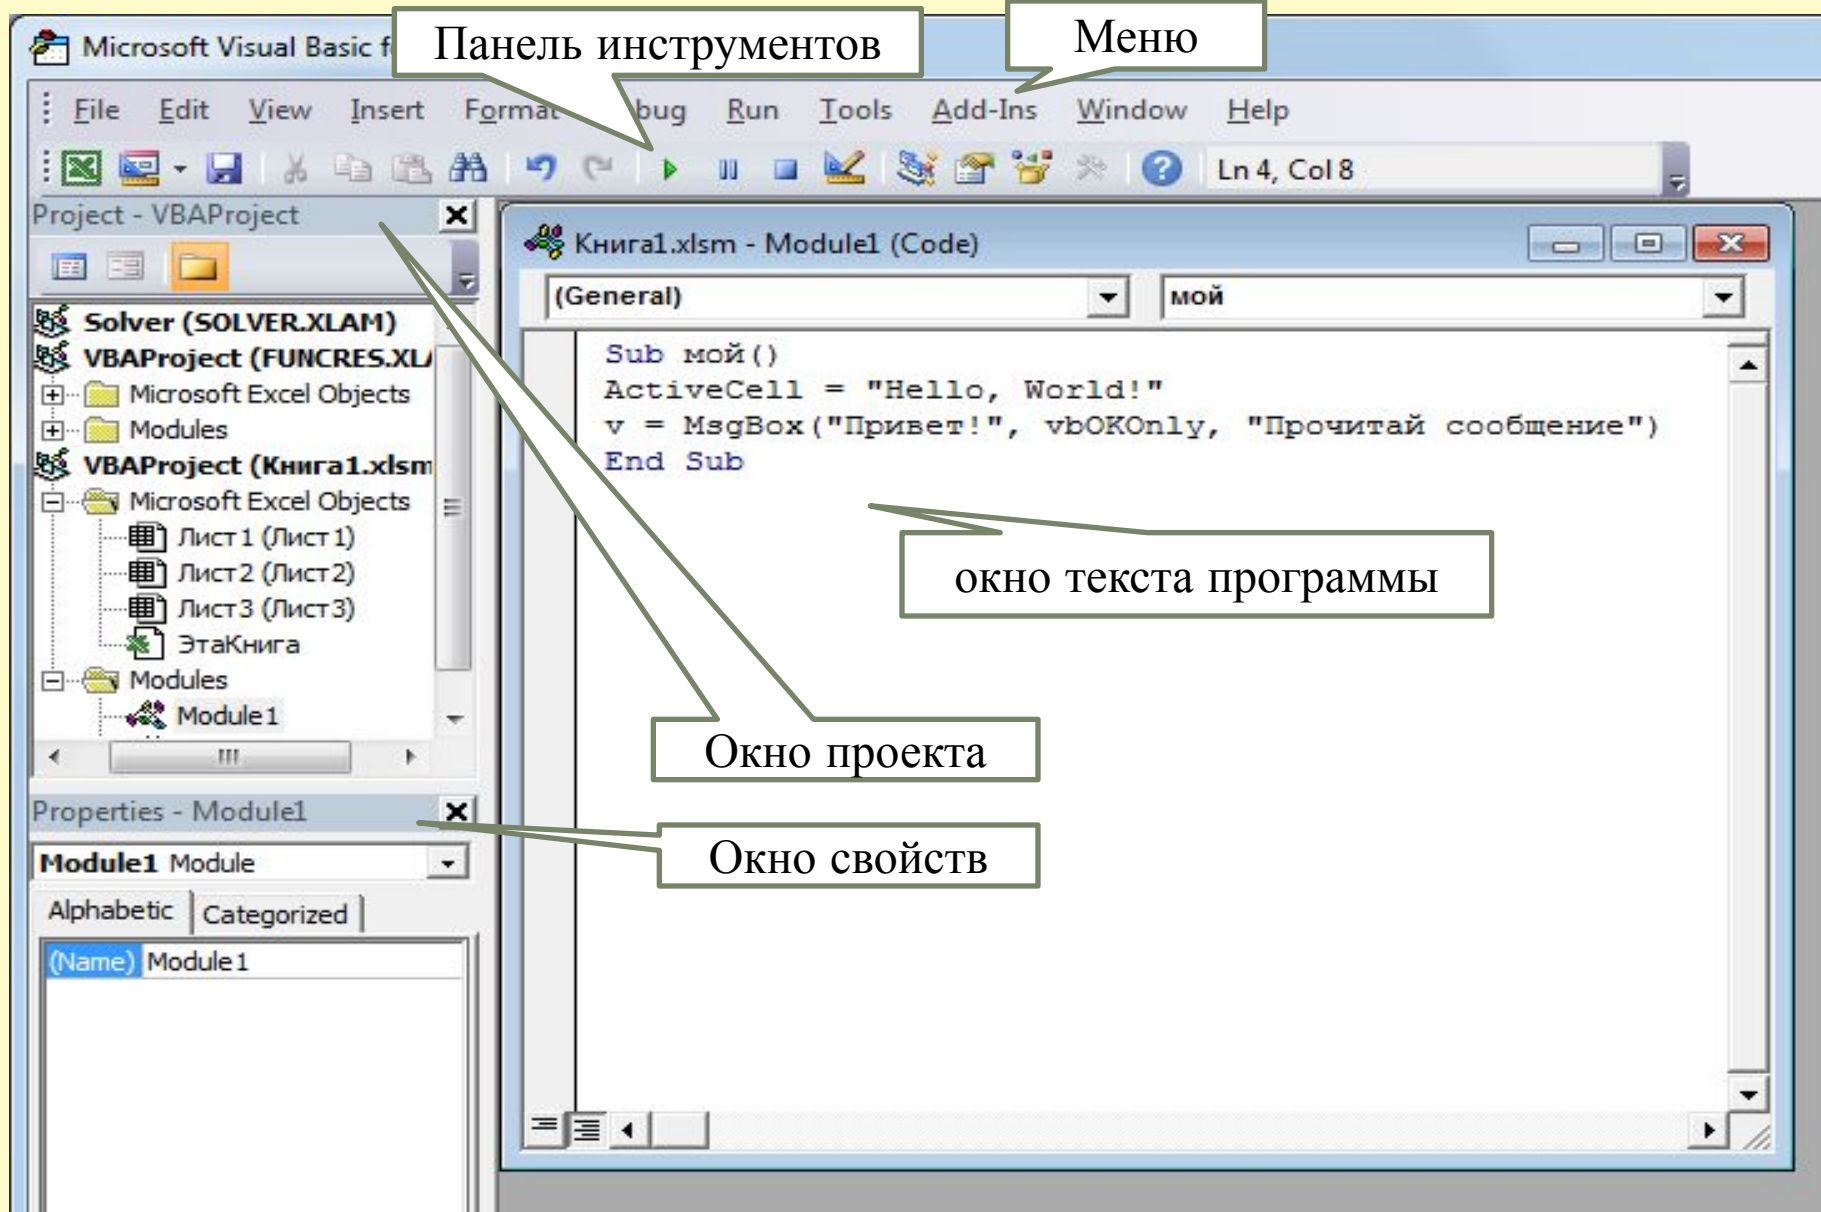 Microsoft Visual Basic f
Панель инструментов
Меню
File Edit View Insert Format bug Run Tools Add-Ins Window Help
Ln 4, Col 8
Project - VBAProject
Solver (SOLVER.XLAM)
VBAProject (FUNCRES.XL
Microsoft Excel Objects
Modules
VBAProject (Книга1.xlsm
Microsoft Excel Objects
Лист1 (Лист1)
Лист2 (Лист2)
Лист3 (Лист3)
ЭтаКнига
Modules
Module1
Книга1.xlsm - Module1 (Code)
(General) мой
Sub мой()
ActiveCell = "Hello, World!"
v = MsgBox("Привет!", vbOKOnly, "Прочитай сообщение")
End Sub
окно текста программы
Окно проекта
Окно свойств
Properties - Module1
Module1 Module
Alphabetic Categorized
(Name) Module1